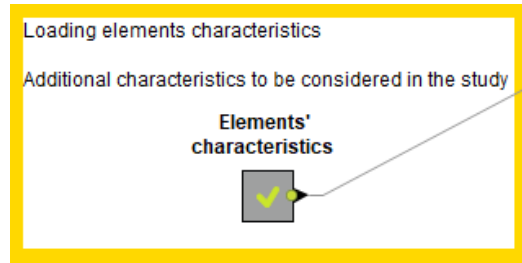 Loading elements characteristics
Additional characteristics to be considered in the study
Elements'
characteristics